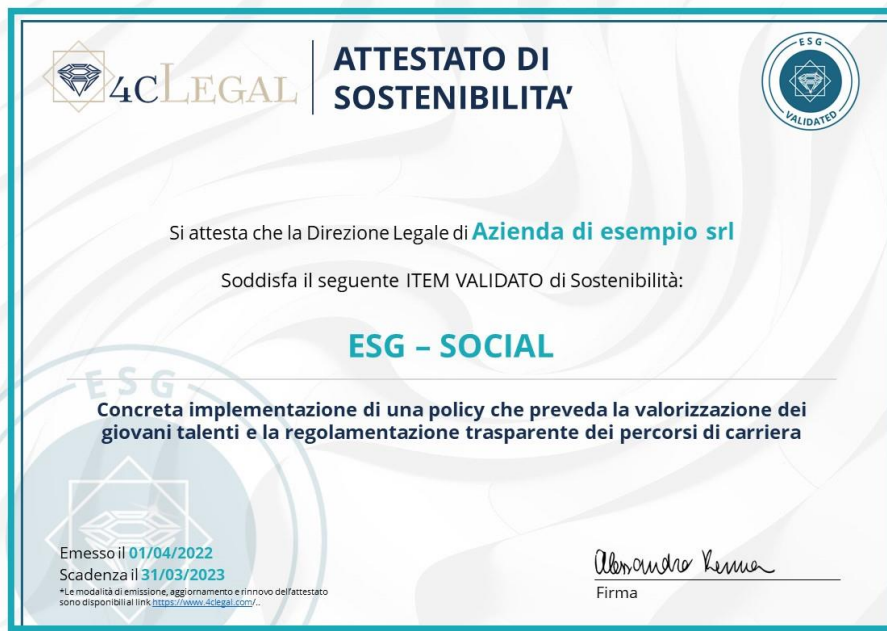 4CLEGAL
ATTESTATO DI
SOSTENIBILITA’
ESG
VALIDATED
Si attesta che la Direzione Legale di Azienda di esempio srl
Soddisfa il seguente ITEM VALIDATO di Sostenibilità:
ESG – SOCIAL
ESG
Concreta implementazione di una policy che preveda la valorizzazione dei
giovani talenti e la regolamentazione trasparente dei percorsi di carriera
Emesso il 01/04/2022
Scadenza il 31/03/2023
*Le modalità di emissione, aggiornamento e rinnovo dell'attestato
sono disponibili al link https://www.4clegal.com/..
Alessandro Renna
Firma